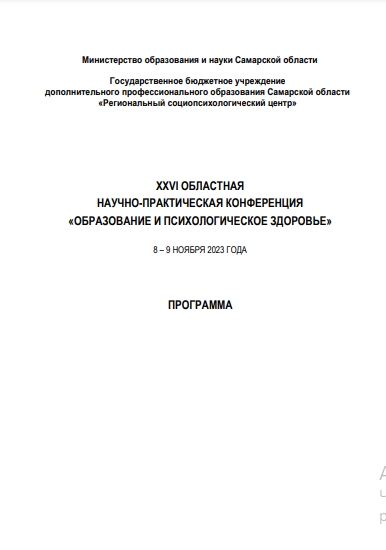 Министерство образования и науки Самарской области
Государственное бюджетное учреждение
дополнительного профессионального образования Самарской области
«Региональный социопсихологический центр»
XXVI ОБЛАСТНАЯ
НАУЧНО-ПРАКТИЧЕСКАЯ КОНФЕРЕНЦИЯ
«ОБРАЗОВАНИЕ И ПСИХОЛОГИЧЕСКОЕ ЗДОРОВЬЕ»
8 – 9 НОЯБРЯ 2023 ГОДА
ПРОГРАММА